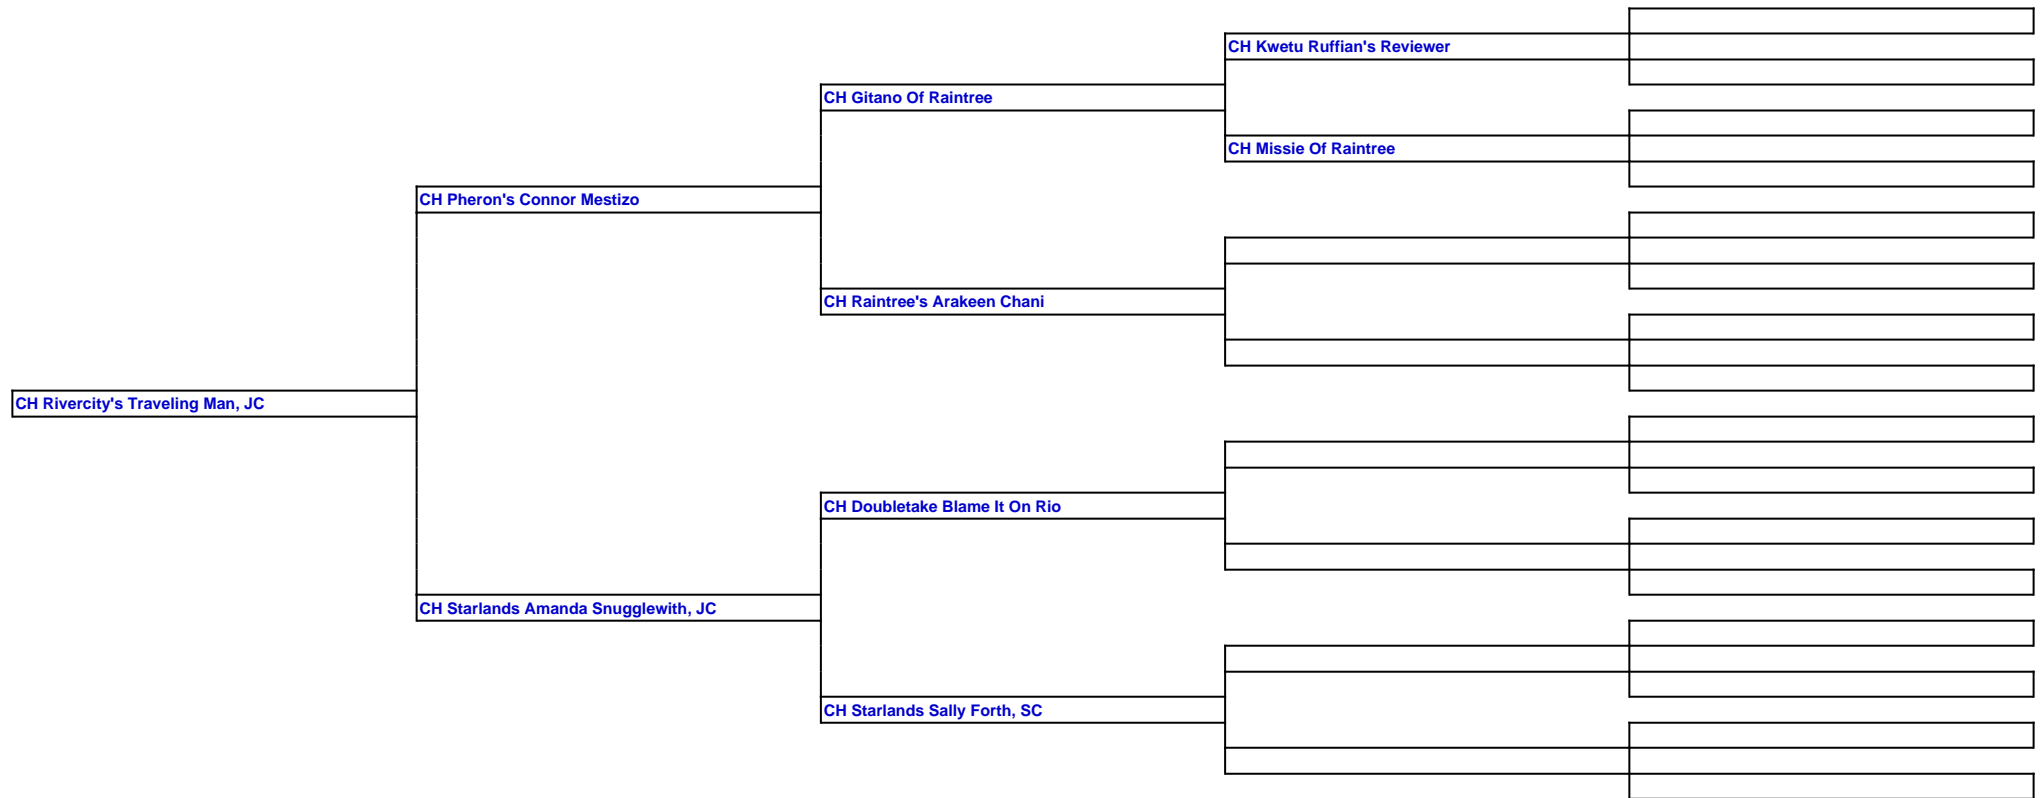 CH Kwetu Ruffian's Reviewer
CH Gitano Of Raintree
CH Missie Of Raintree
CH Pheron's Connor Mestizo
CH Raintree's Arakeen Chani
CH Rivercity's Traveling Man, JC
CH Doubletake Blame It On Rio
CH Starlands Amanda Snugglewith, JC
CH Starlands Sally Forth, SC